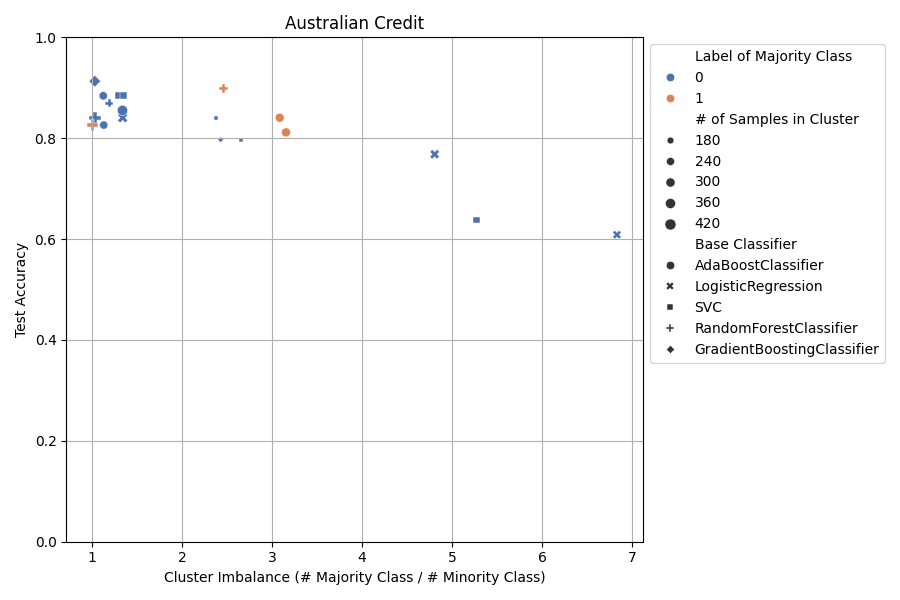 Australian Credit
1.0
0.8
0.6
0.4
0.2
0.0
Test Accuracy
1 2 3 4 5 6 7
Cluster Imbalance (# Majority Class / # Minority Class)
Label of Majority Class
0
1
# of Samples in Cluster
180
240
300
360
420
Base Classifier
AdaBoostClassifier
LogisticRegression
SVC
RandomForestClassifier
GradientBoostingClassifier